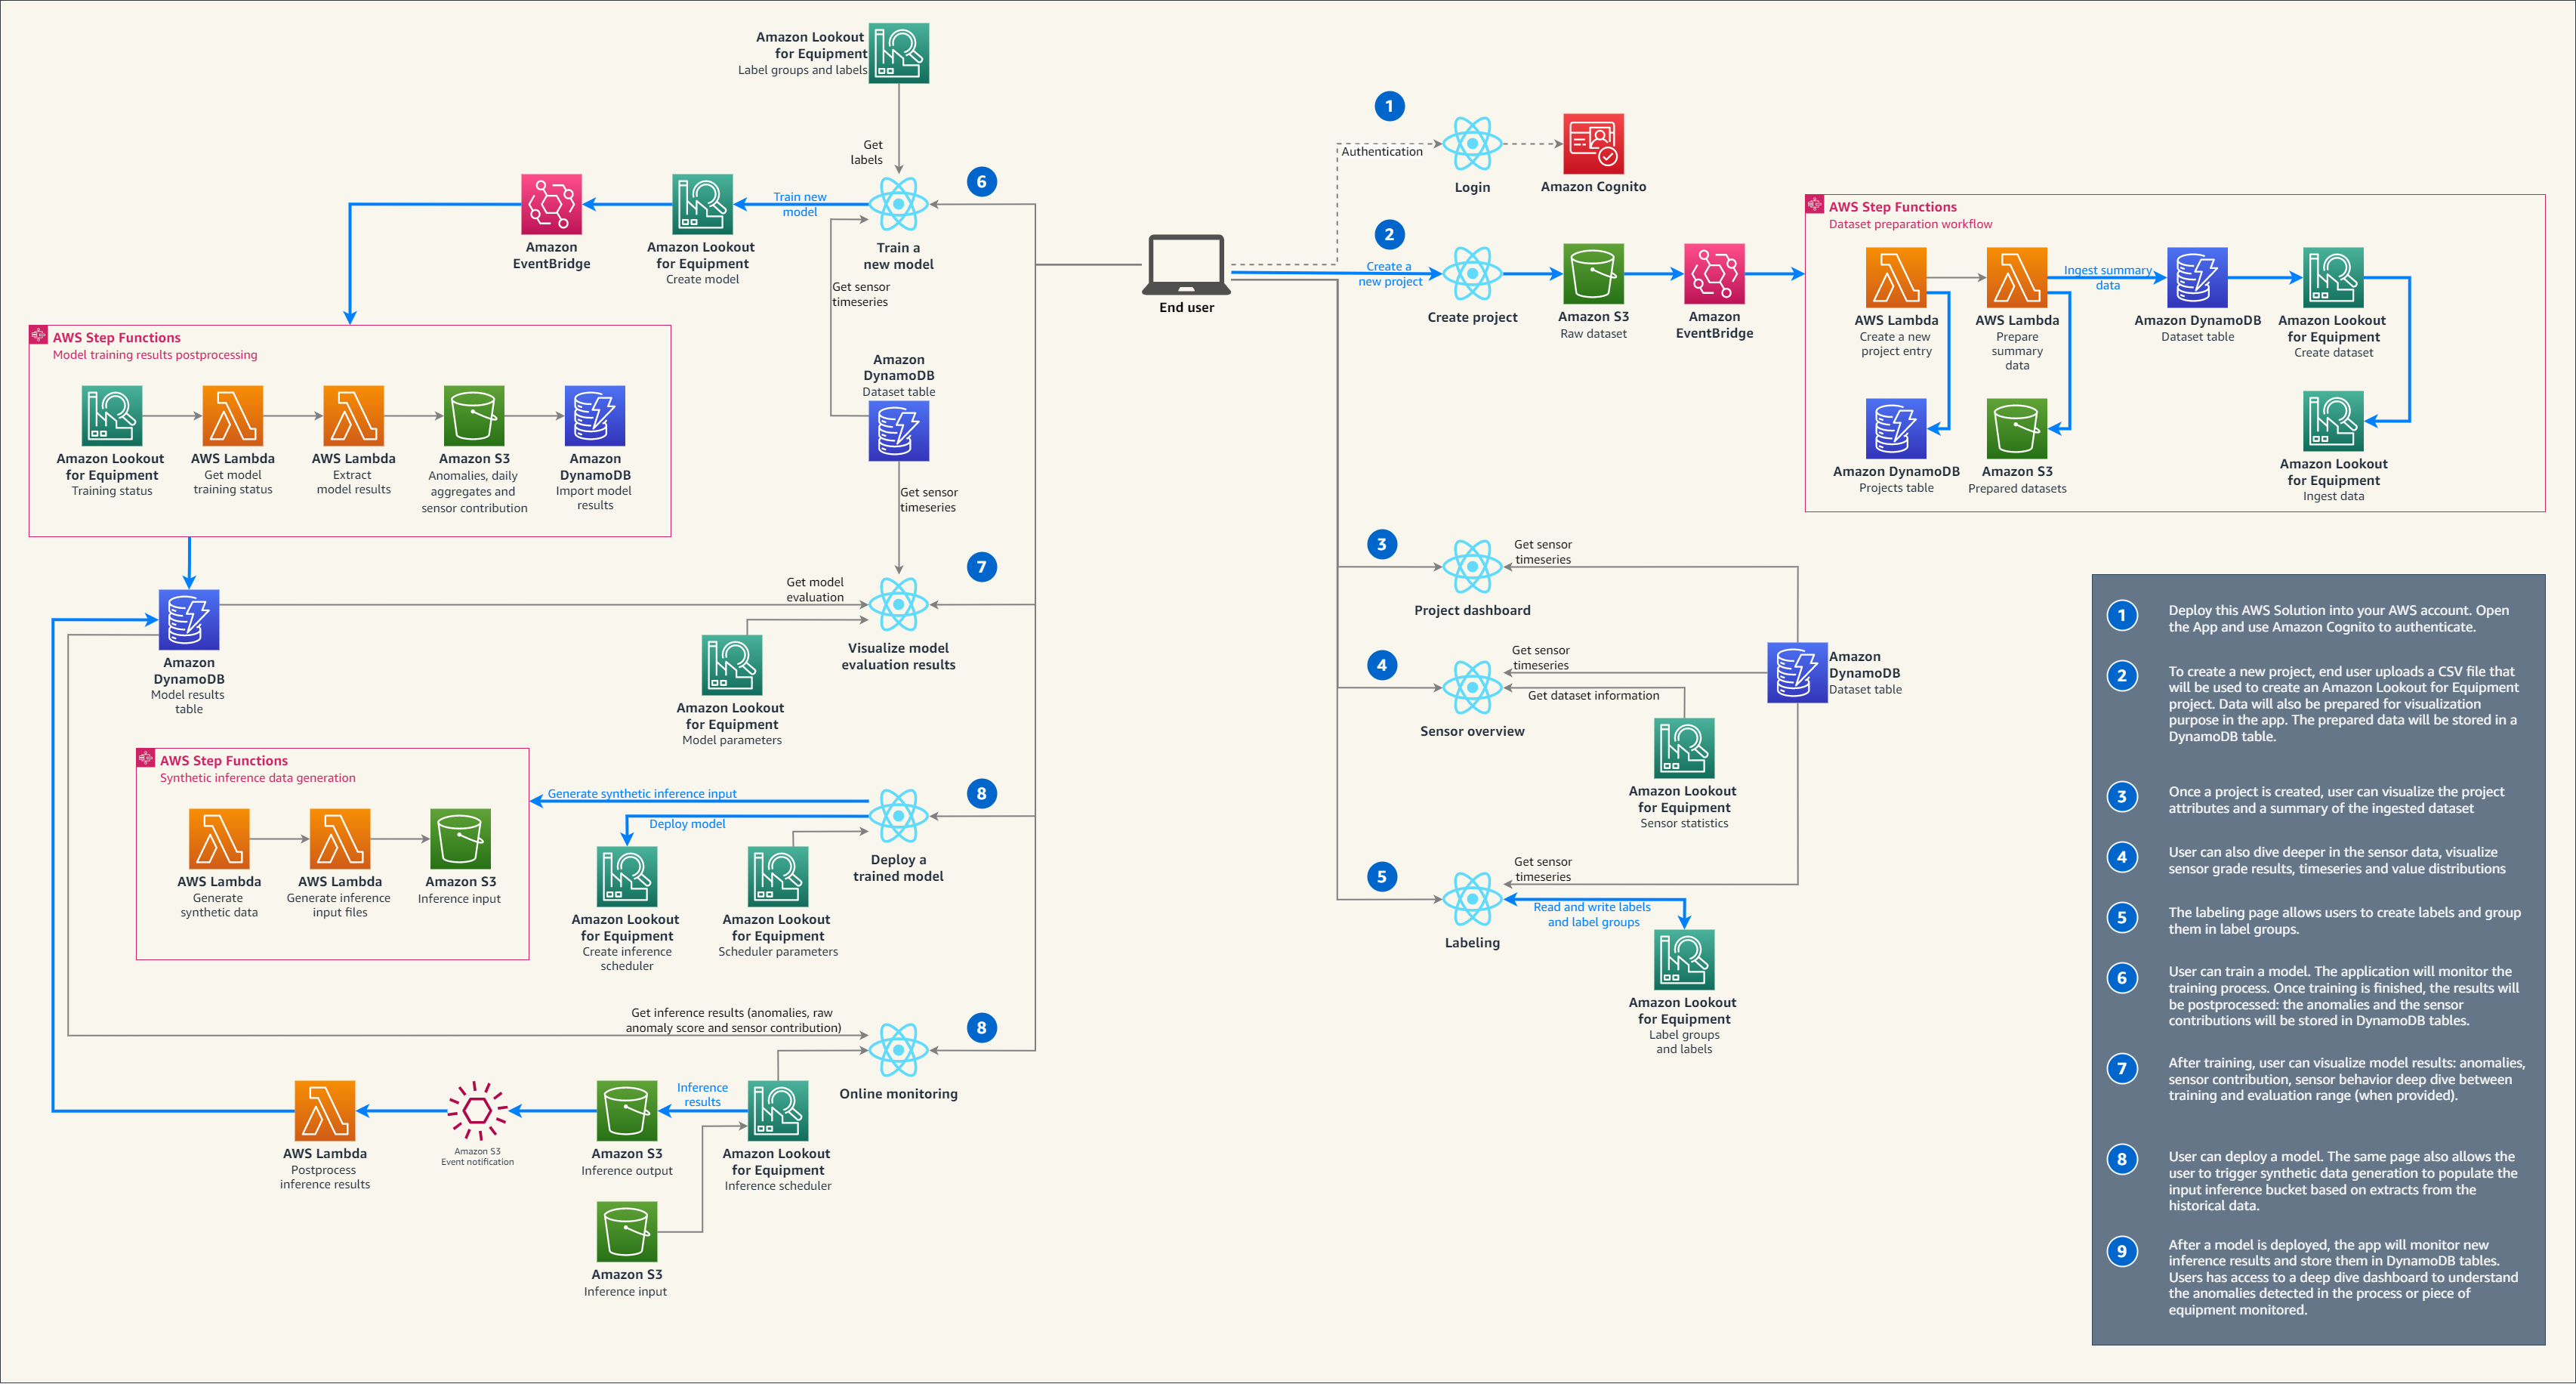 Amazon Lookout
for Equipment
Label groups and labels
Get
labels
6
Train new
model
Amazon
EventBridge
Amazon Lookout
for Equipment
Create model
Train a
new model
Get sensor
timeseries
AWS Step Functions
Model training results postprocessing
Amazon Lookout
for Equipment
Training status
AWS Lambda
Get model
training status
AWS Lambda
Extract
model results
Amazon S3
Anomalies, daily
aggregates and
sensor contribution
Amazon
DynamoDB
Import model
results
Amazon
DynamoDB
Dataset table
Get sensor
timeseries
7
Get model
evaluation
Visualize model
evaluation results
Amazon
DynamoDB
Model results
table
Amazon Lookout
for Equipment
Model parameters
AWS Step Functions
Synthetic inference data generation
AWS Lambda
Generate
synthetic data
AWS Lambda
Generate inference
input files
Amazon S3
Inference input
Generate synthetic inference input
Deploy model
8
Deploy a
trained model
Amazon Lookout
for Equipment
Create inference
scheduler
Amazon Lookout
for Equipment
Scheduler parameters
Get inference results (anomalies, raw
anomaly score and sensor contribution)
8
Online monitoring
Inference
results
AWS Lambda
Postprocess
inference results
Amazon S3
Event notification
Amazon S3
Inference output
Amazon Lookout
for Equipment
Inference scheduler
Amazon S3
Inference input
End user
1
Authentication
Login
Amazon Cognito
2
Create a
new project
Create project
Amazon S3
Raw dataset
Amazon
EventBridge
AWS Step Functions
Dataset preparation workflow
AWS Lambda
Create a new
project entry
AWS Lambda
Prepare
summary
data
Ingest summary
data
Amazon DynamoDB
Dataset table
Amazon Lookout
for Equipment
Create dataset
Amazon DynamoDB
Projects table
Amazon S3
Prepared datasets
Amazon Lookout
for Equipment
Ingest data
3
Get sensor
timeseries
Project dashboard
4
Get sensor
timeseries
Get dataset information
Sensor overview
Amazon
DynamoDB
Dataset table
Amazon Lookout
for Equipment
Sensor statistics
5
Get sensor
timeseries
Read and write labels
and label groups
Labeling
Amazon Lookout
for Equipment
Label groups
and labels
1
Deploy this AWS Solution into your AWS account. Open
the App and use Amazon Cognito to authenticate.
2
To create a new project, end user uploads a CSV file that
will be used to create an Amazon Lookout for Equipment
project. Data will also be prepared for visualization
purpose in the app. The prepared data will be stored in a
DynamoDB table.
3
Once a project is created, user can visualize the project
attributes and a summary of the ingested dataset
4
User can also dive deeper in the sensor data, visualize
sensor grade results, timeseries and value distributions
5
The labeling page allows users to create labels and group
them in label groups.
6
User can train a model. The application will monitor the
training process. Once training is finished, the results will
be postprocessed: the anomalies and the sensor
contributions will be stored in DynamoDB tables.
7
After training, user can visualize model results: anomalies,
sensor contribution, sensor behavior deep dive between
training and evaluation range (when provided).
8
User can deploy a model. The same page also allows the
user to trigger synthetic data generation to populate the
input inference bucket based on extracts from the
historical data.
9
After a model is deployed, the app will monitor new
inference results and store them in DynamoDB tables.
Users has access to a deep dive dashboard to understand
the anomalies detected in the process or piece of
equipment monitored.